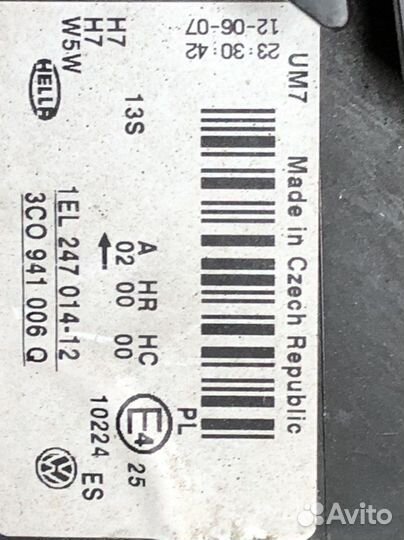 H7
H7
W5W
HELLA
13S
12-06-07
23:30:42
UM7
Made in Czech Republic
1EL 247 014-12
3C0 941 006 Q
A HR HC
02 00 00
PL
E4
25
10224 ES
VW
Avito